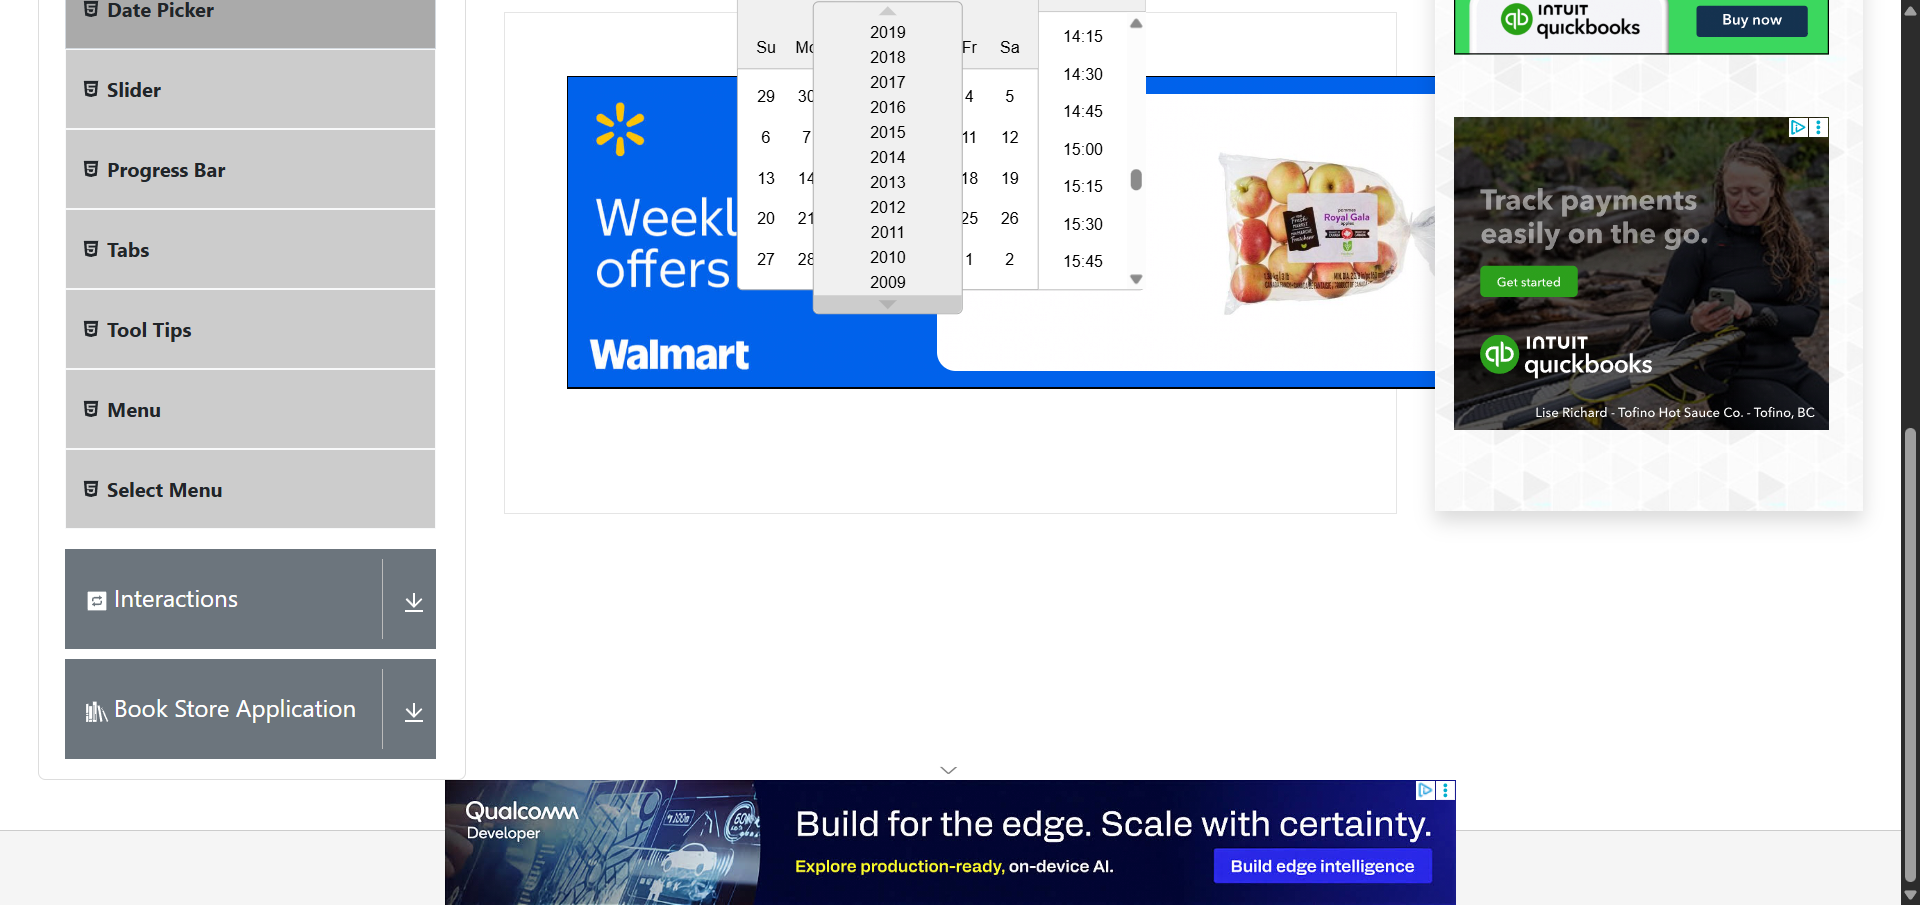 Date Picker
Slider
Progress Bar
Tabs
Tool Tips
Menu
Select Menu
Interactions
Book Store Application
Su Mo Fr Sa
29 30 4 5
6 7 11 12
13 14 18 19
20 21 25 26
27 28 1 2
2019
2018
2017
2016
2015
2014
2013
2012
2011
2010
2009
14:15
14:30
14:45
15:00
15:15
15:30
15:45
Weekl
offers
Walmart
pommes
Royal Gala
apples
INTUIT
quickbooks
Buy now
Track payments
easily on the go.
Get started
INTUIT
quickbooks
Lise Richard - Tofino Hot Sauce Co. - Tofino, BC
Qualcomm
Developer
Build for the edge. Scale with certainty.
Explore production-ready, on-device AI.
Build edge intelligence